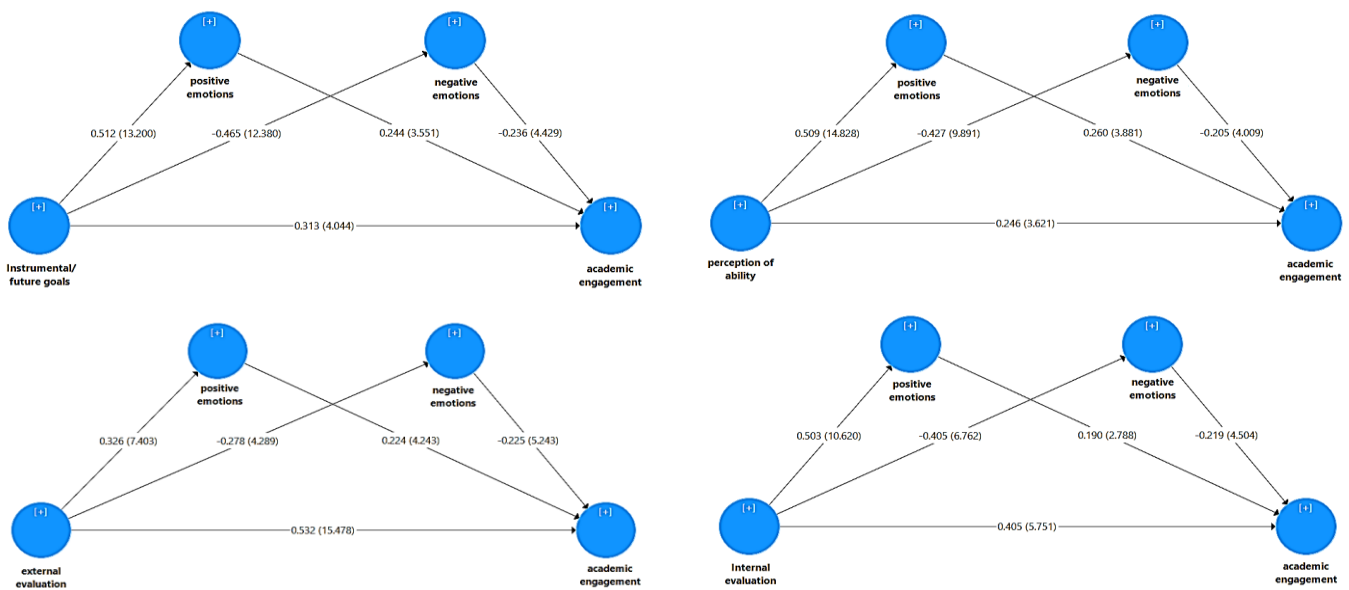 [+]
[+]
positive
emotions
negative
emotions
0.512 (13.200)
-0.465 (12.380)
0.244 (3.551)
-0.236 (4.429)
[+]
[+]
0.313 (4.044)
Instrumental/
future goals
academic
engagement
[+]
[+]
positive
emotions
negative
emotions
0.509 (14.828)
-0.427 (9.891)
0.260 (3.881)
-0.205 (4.009)
[+]
[+]
0.246 (3.621)
perception of
ability
academic
engagement
[+]
[+]
positive
emotions
negative
emotions
0.326 (7.403)
-0.278 (4.289)
0.224 (4.243)
-0.225 (5.243)
[+]
[+]
0.532 (15.478)
external
evaluation
academic
engagement
[+]
[+]
positive
emotions
negative
emotions
0.503 (10.620)
-0.405 (6.762)
0.190 (2.788)
-0.219 (4.504)
[+]
[+]
0.405 (5.751)
Internal
evaluation
academic
engagement